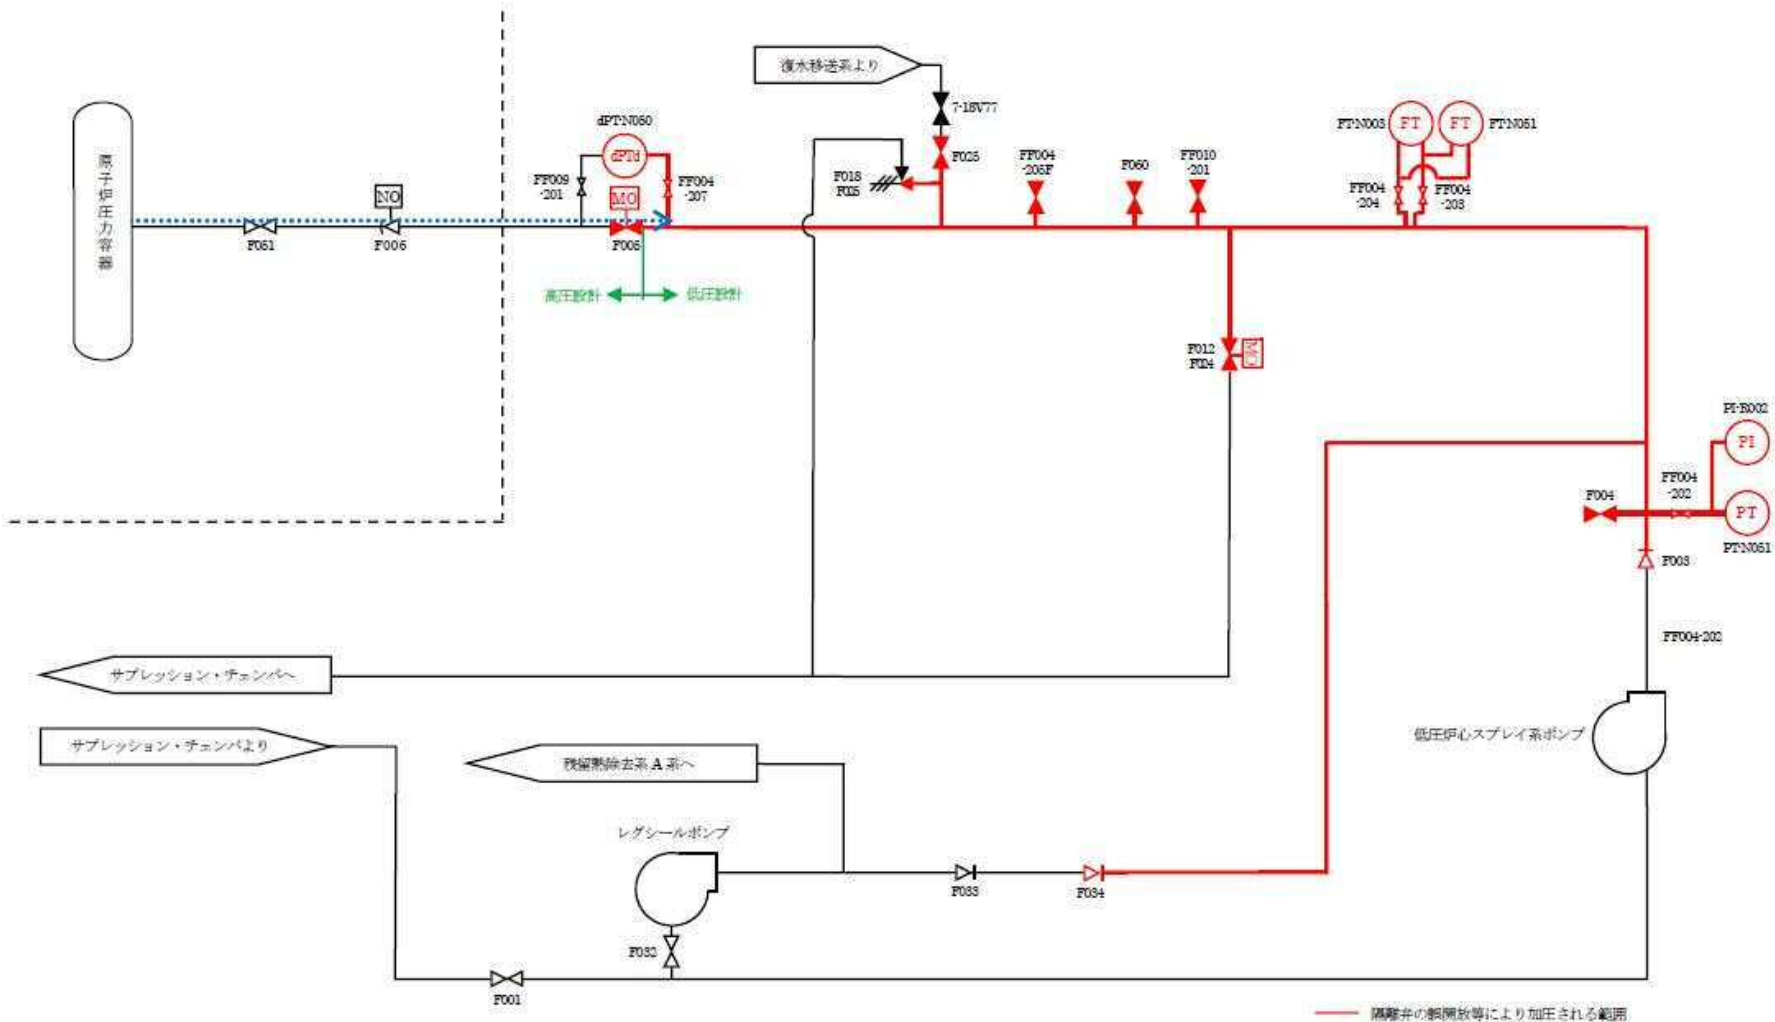 復水移送系より
7-18V77
F025
F018
F025
dPT-N050
dPTd
FF009
-201
FF004
-207
MO
F005
原子炉圧力容器
F051
NO
F006
高圧設計
低圧設計
FF004
-205F
F060
FF010
-201
FT-N003
FT
FT
FT-N051
FF004
-204
FF004
-203
F012
F024
MO
PI-R002
PI
FF004
-202
F004
PT
PT-N051
F003
FF004-202
サプレッション・チェンバへ
サプレッション・チェンバより
残留熱除去系 A 系へ
低圧炉心スプレイ系ポンプ
レグシールポンプ
F033
F034
F032
F001
隔離弁の誤開放等により加圧される範囲